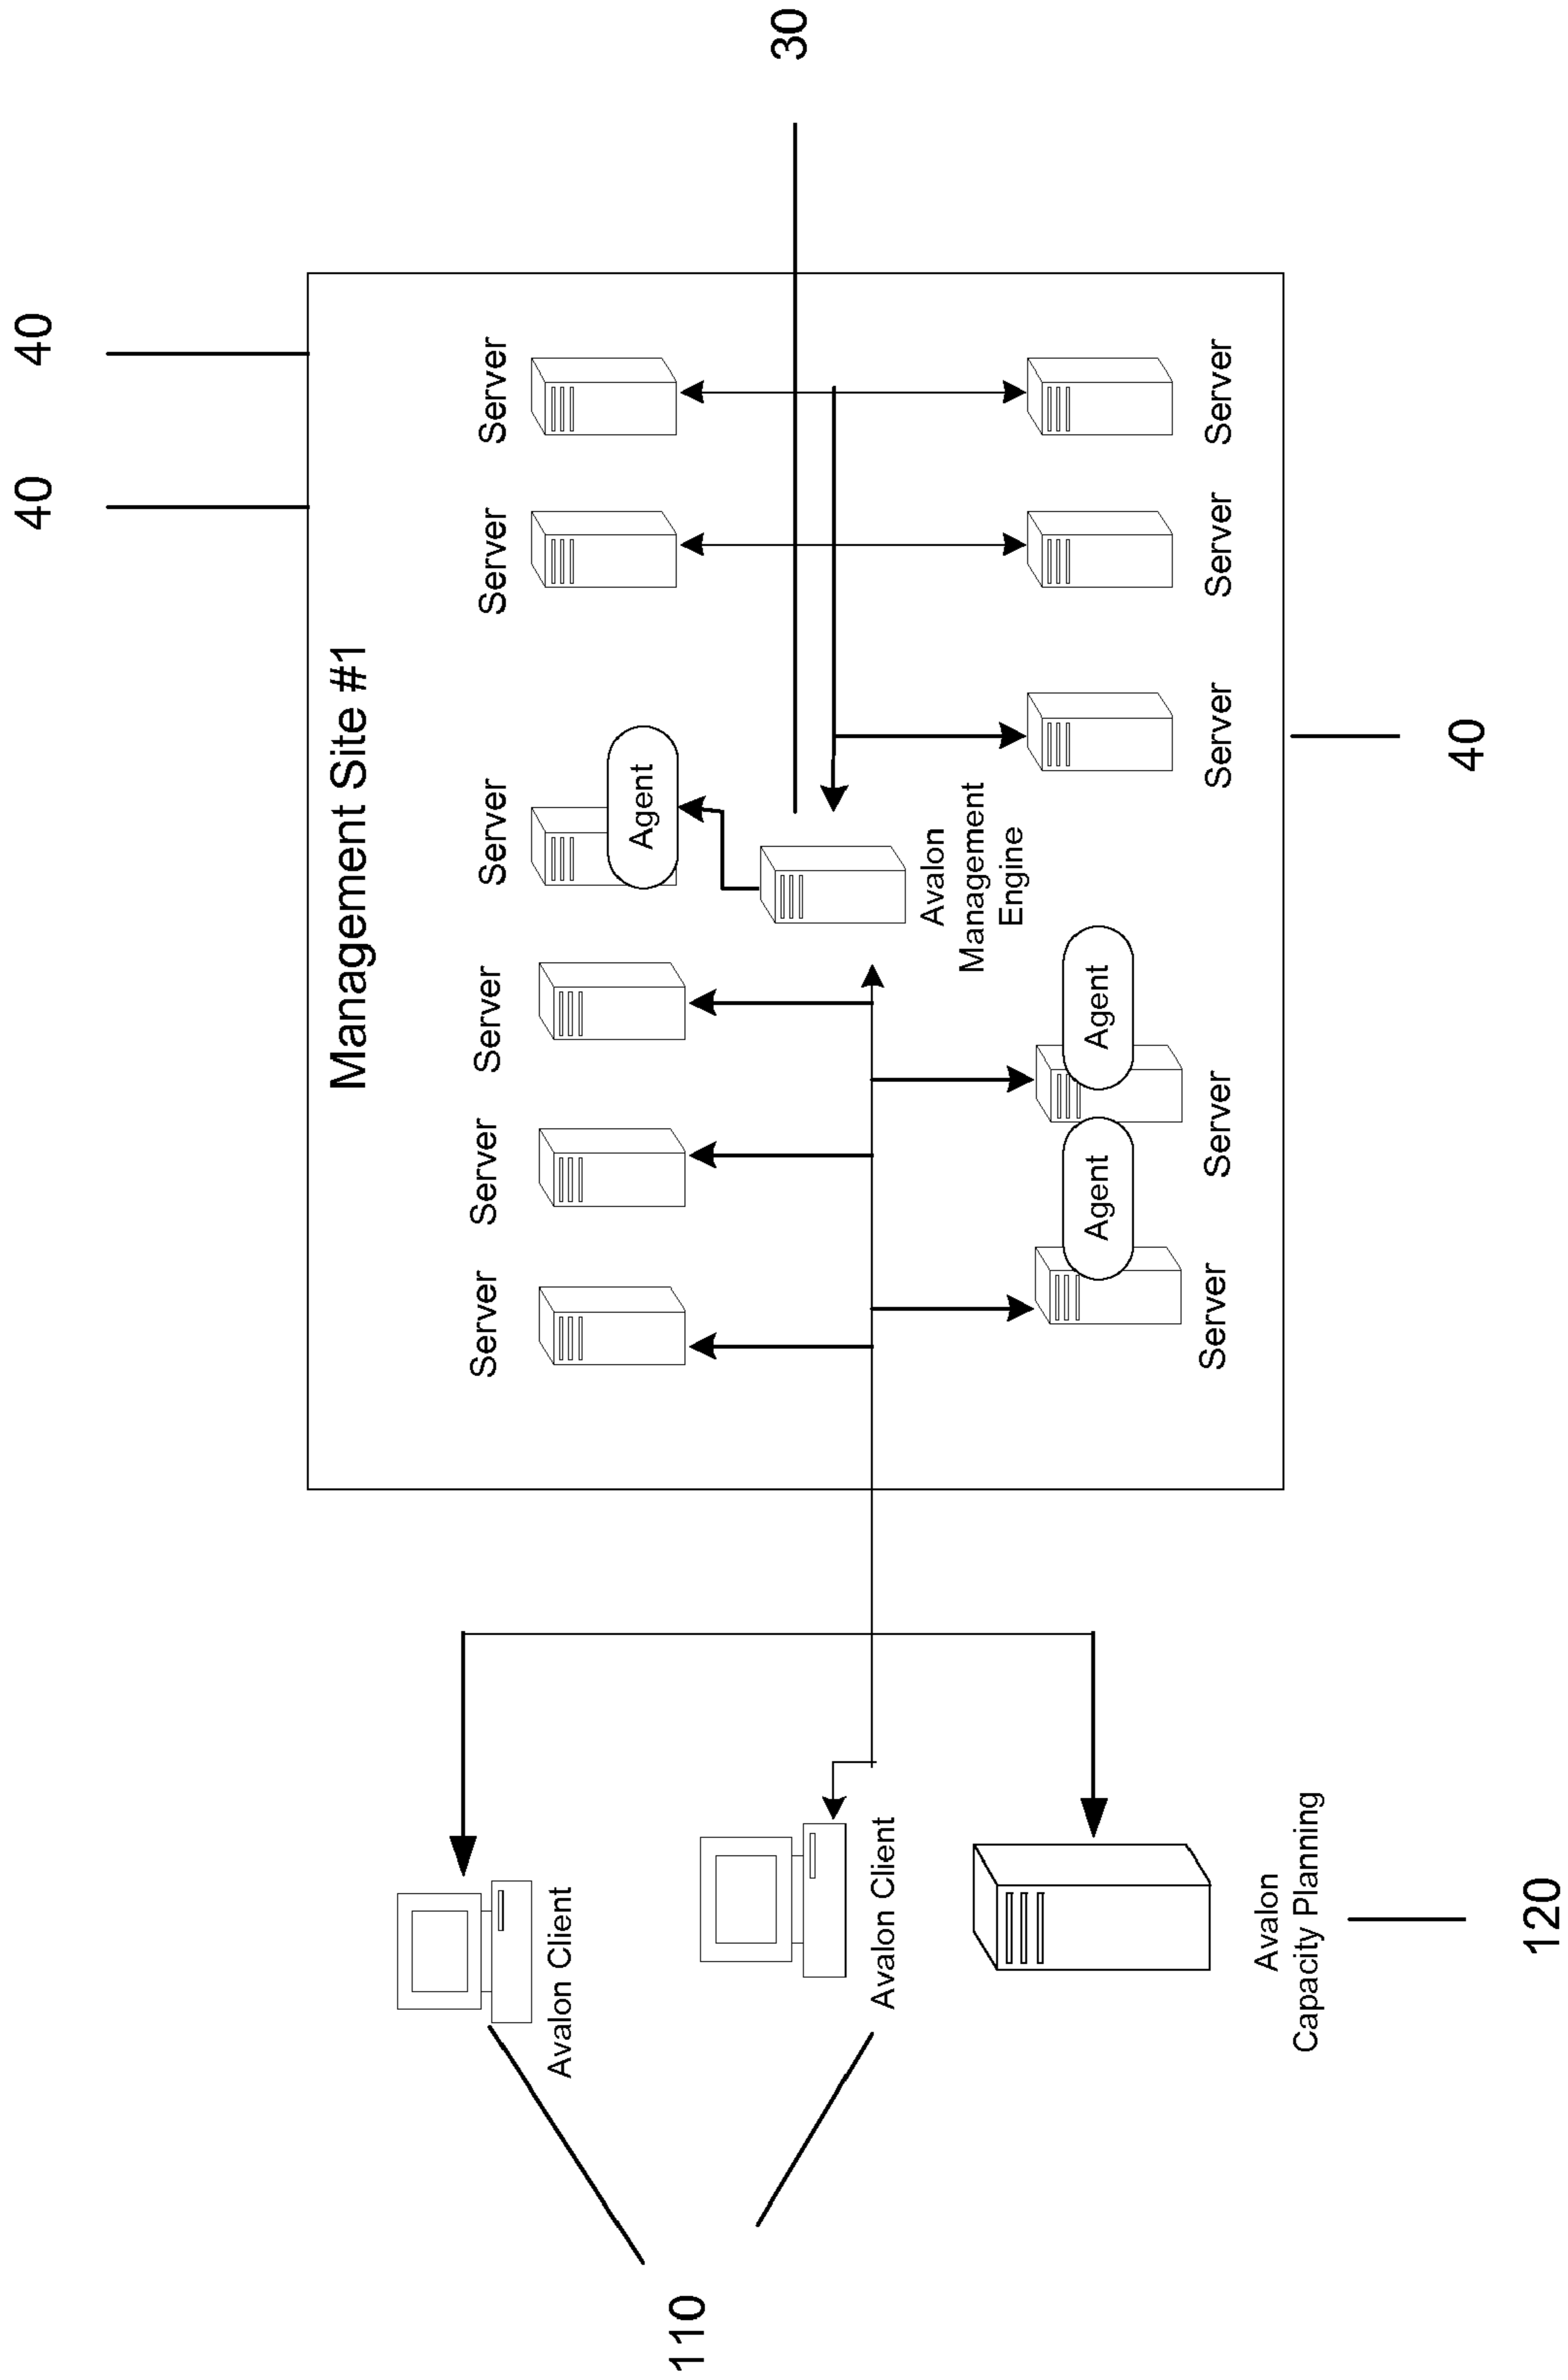 40
40
Management Site #1
Server
Server
Server
Server
Server
Server
Avalon Client
Agent
110
30
Avalon Client
Avalon
Management
Engine
Agent
Agent
Server
Server
Server
Server
Server
Avalon
Capacity Planning
40
120